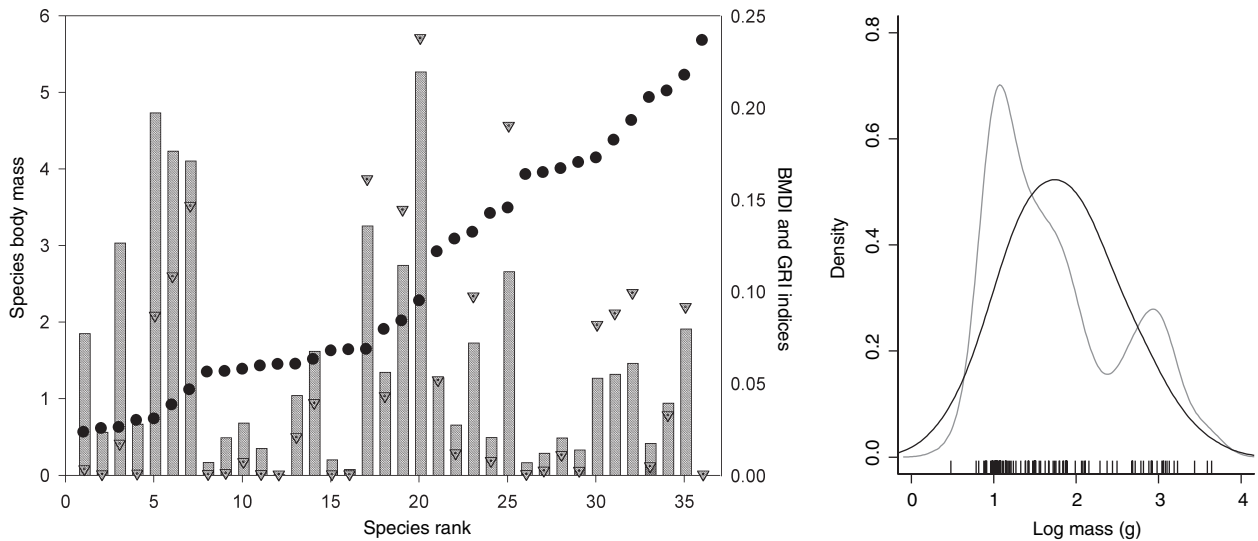 6
5
4
3
2
1
0
Species body mass
0 5 10 15 20 25 30 35
Species rank
0.25
0.20
0.15
0.10
0.05
0.00
BMDI and GRI indices
0.8
0.6
0.4
0.2
0.0
Density
0 1 2 3 4
Log mass (g)